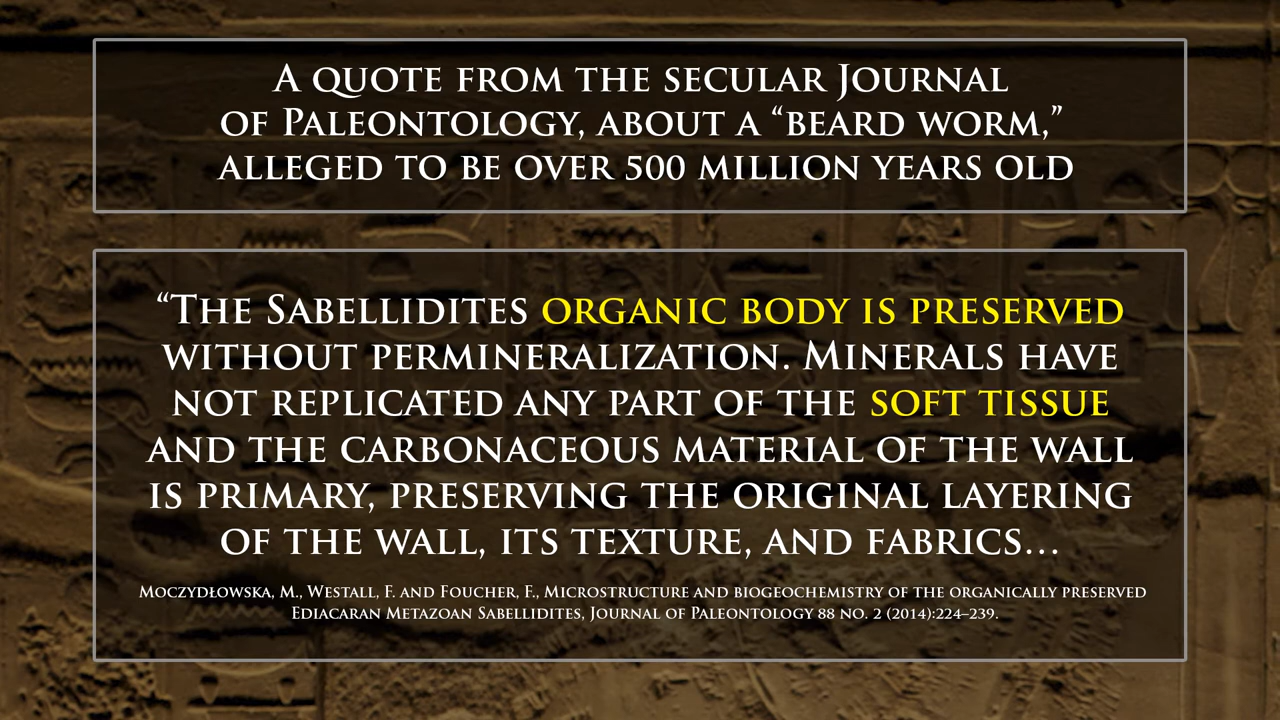 A quote from the secular Journal
of Paleontology, about a “beard worm,”
alleged to be over 500 million years old
“The Sabellidites organic body is preserved
without permineralization. Minerals have
not replicated any part of the soft tissue
and the carbonaceous material of the wall
is primary, preserving the original layering
of the wall, its texture, and fabrics…
Moczydłowska, M., Westall, F. and Foucher, F., Microstructure and biogeochemistry of the organically preserved
Ediacaran Metazoan Sabellidites, Journal of Paleontology 88 no. 2 (2014):224–239.